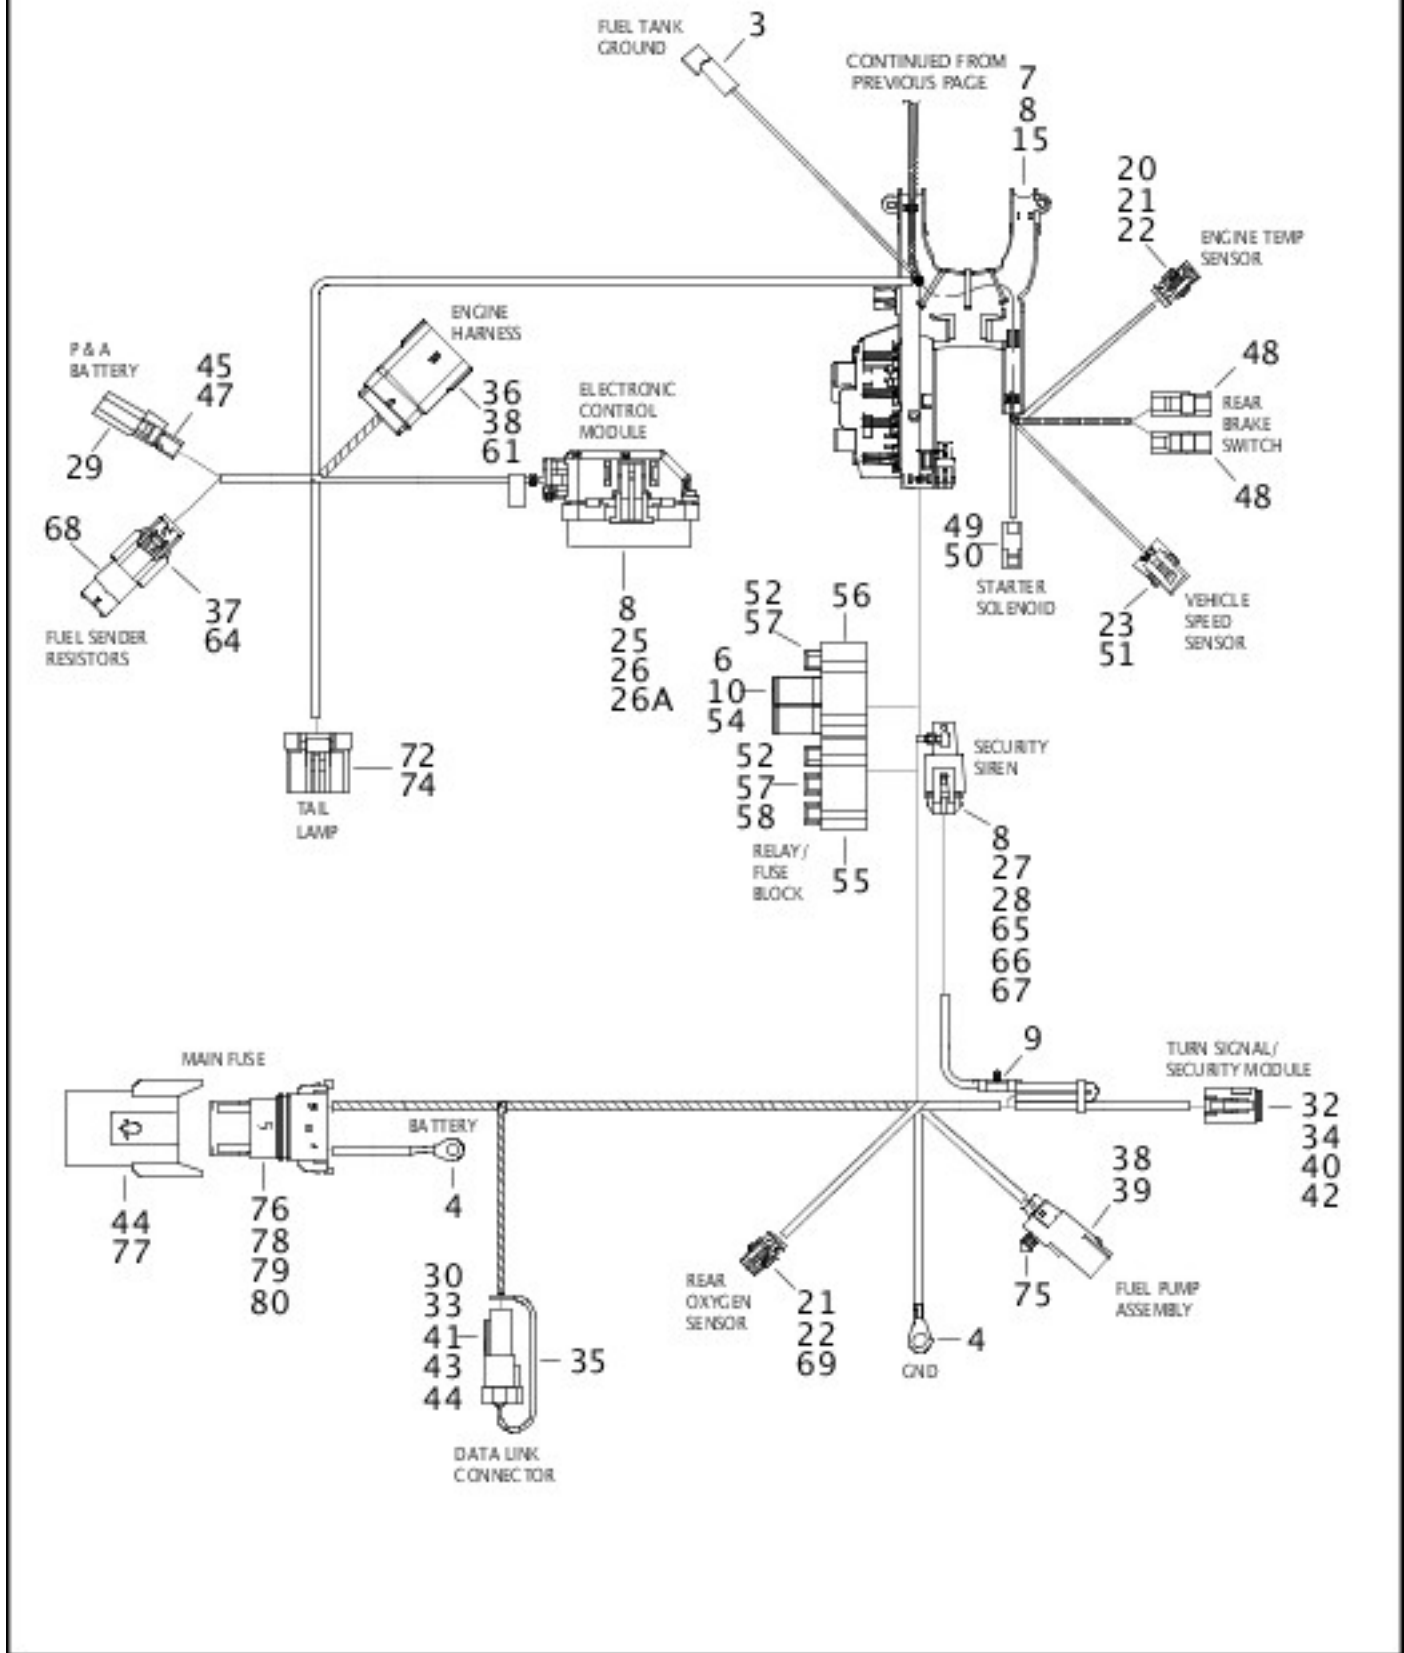 FUEL TANK
GROUND
3
CONTINUED FROM
PREVIOUS PAGE
7
8
15
20
21
22
ENGINE TEMP
SENSOR
ENGINE
HARNESS
P & A
BATTERY
45
47
29
36
38
61
ELECTRONIC
CONTROL
MODULE
48
REAR
BRAKE
SWITCH
48
68
37
64
FUEL SENDER
RESISTORS
8
25
26
26A
49
50
STARTER
SOLENOID
23
51
VEHICLE
SPEED
SENSOR
52
57
56
6
10
54
52
57
58
RELAY/
FUSE
BLOCK
55
72
74
TAIL
LAMP
SECURITY
SIREN
8
27
28
65
66
67
9
TURN SIGNAL/
SECURITY MODULE
32
34
40
42
MAIN FUSE
5
BATTERY
4
44
77
76
78
79
80
38
39
75
FUEL PUMP
ASSEMBLY
30
33
41
43
44
35
REAR
OXYGEN
SENSOR
21
22
69
4
GND
DATA LINK
CONNECTOR